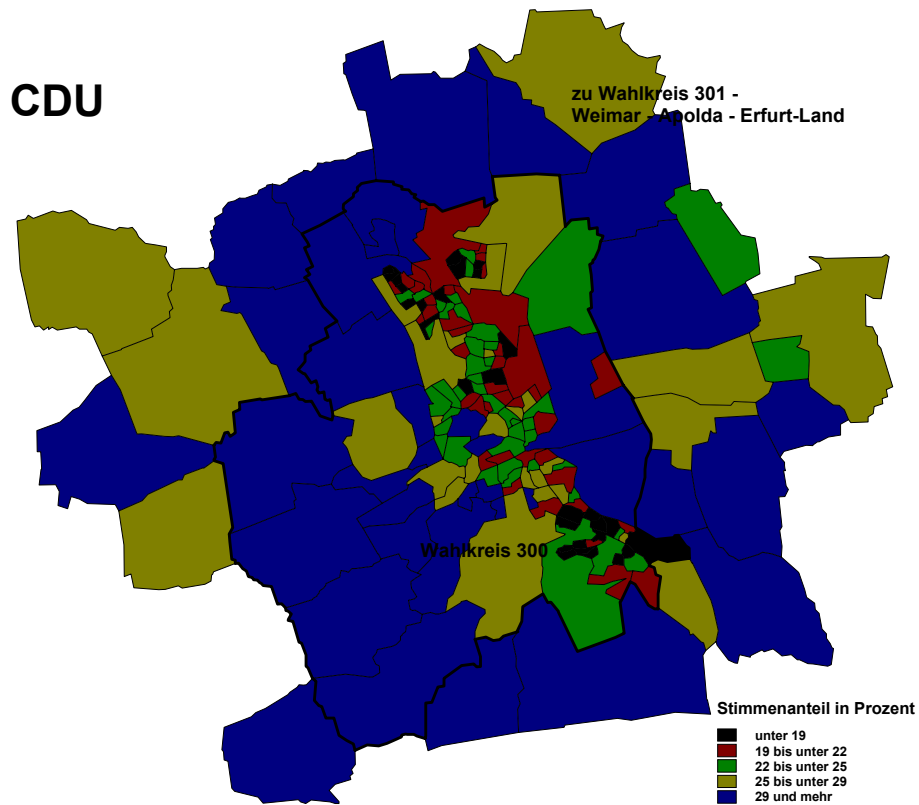 CDU
zu Wahlkreis 301 -
Weimar - Apolda - Erfurt-Land
Wahlkreis 300
Stimmenanteil in Prozent
unter 19
19 bis unter 22
22 bis unter 25
25 bis unter 29
29 und mehr